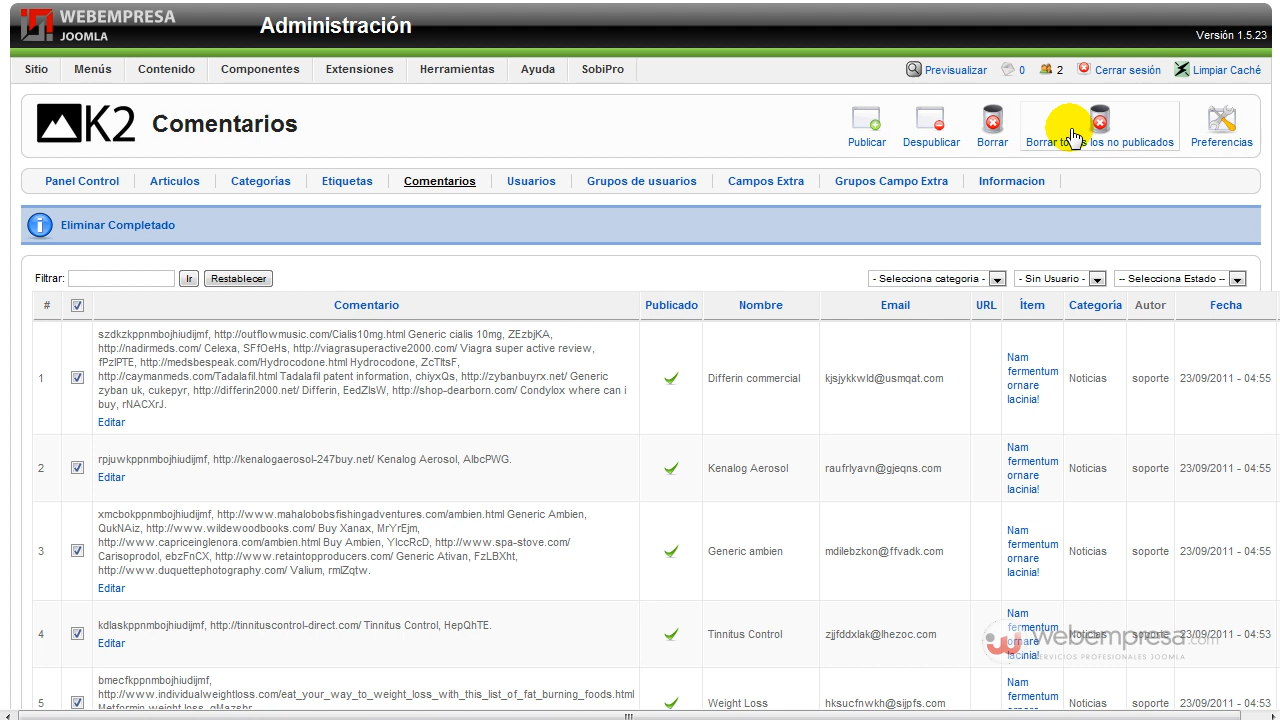 WEBEMPRESA
JOOMLA
Administración
Versión 1.5.23
Sitio Menús Contenido Componentes Extensiones Herramientas Ayuda SobiPro Previsualizar 0 2 Cerrar sesión Limpiar Caché
K2 Comentarios
Publicar Despublicar Borrar Borrar todos los no publicados Preferencias
Panel Control Articulos Categorías Etiquetas Comentarios Usuarios Grupos de usuarios Campos Extra Grupos Campo Extra Informacion
Eliminar Completado
Filtrar: Ir Restablecer - Selecciona categoria - - Sin Usuario - -- Selecciona Estado --
# Comentario Publicado Nombre Email URL Ítem Categoría Autor Fecha
szdkzkppnmbojhiudijmf, http://outflowmusic.com/Cialis10mg.html Generic cialis 10mg, ZEzbjKA,
http://nadirmeds.com/ Celexa, SFfOeHs, http://viagrasuperactive2000.com/ Viagra super active review,
fPzlPTE, http://medsbespeak.com/Hydrocodone.html Hydrocodone, ZcTltsF,
http://caymanmeds.com/Tadalafil.html Tadalafil patent information, chiyxQs, http://zybanbuyrx.net/ Generic
zyban uk, cukepyr, http://differin2000.net/ Differin, EedZlsW, http://shop-dearborn.com/ Condylox where can i
buy, rNACXrJ.
Editar
1 Differin commercial kjsjykkwld@usmqat.com
Nam
fermentum
ornare
lacinia!
Noticias soporte 23/09/2011 - 04:55
rpjuwkppnmbojhiudijmf, http://kenalogaerosol-247buy.net/ Kenalog Aerosol, AlbcPWG.
Editar
2 Kenalog Aerosol raufrlyavn@gjeqns.com
Nam
fermentum
ornare
lacinia!
Noticias soporte 23/09/2011 - 04:55
xmcbokppnmbojhiudijmf, http://www.mahalobobsfishingadventures.com/ambien.html Generic Ambien,
QukNAiz, http://www.wildewoodbooks.com/ Buy Xanax, MrYrEjm,
http://www.capriceinglenora.com/ambien.html Buy Ambien, YlccRcD, http://www.spa-stove.com/
Carisoprodol, ebzFnCX, http://www.retaintoproducers.com/ Generic Ativan, FzLBXht,
http://www.duquettephotography.com/ Valium, rmlZqtw.
Editar
3 Generic ambien mdilebzkon@ffvadk.com
Nam
fermentum
ornare
lacinia!
Noticias soporte 23/09/2011 - 04:55
kdlaskppnmbojhiudijmf, http://tinnituscontrol-direct.com/ Tinnitus Control, HepQhTE.
Editar
4 Tinnitus Control zjjfddxlak@lhezoc.com
Nam
fermentum
ornare
lacinia!
Noticias soporte 23/09/2011 - 04:53
webempresa.com
SERVICIOS PROFESIONALES JOOMLA
bmecfkppnmbojhiudijmf,
http://www.individualweightloss.com/eat_your_way_to_weight_loss_with_this_list_of_fat_burning_foods.html
Metformin weight loss,
5 Weight Loss hksucfnwkh@sijpfs.com
Nam
fermentum
ornare
Noticias soporte 23/09/2011 - 04:53